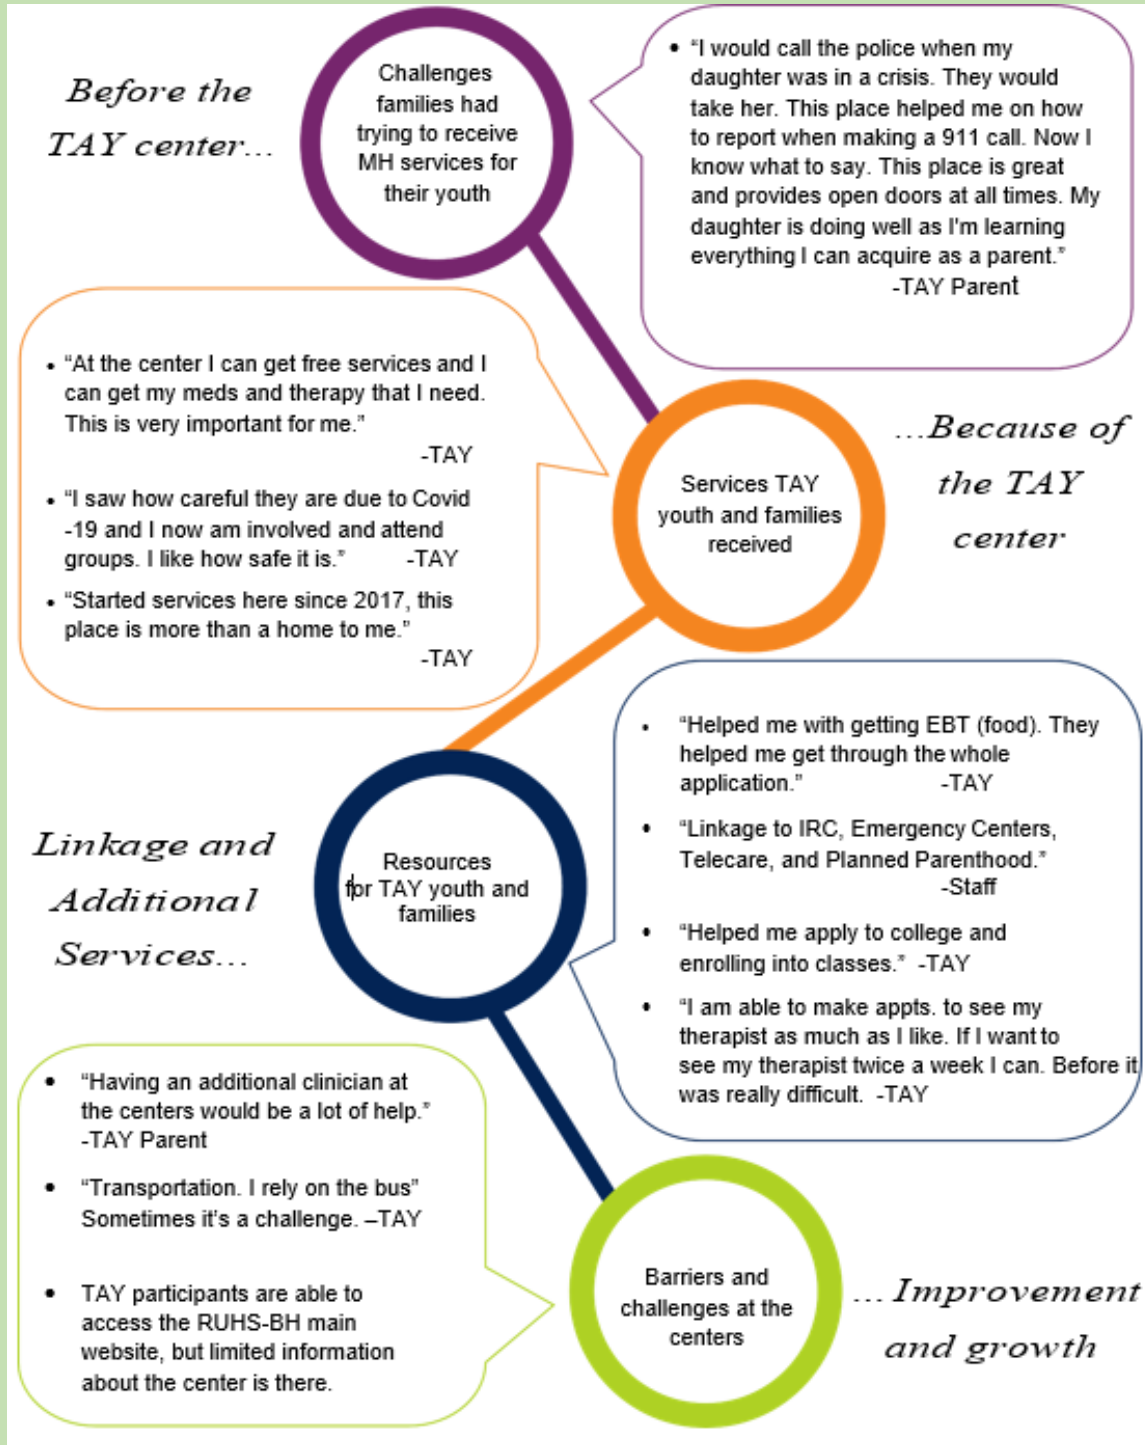 Before the
TAY center...
Challenges
families had
trying to receive
MH services for
their youth
• “I would call the police when my
daughter was in a crisis. They would
take her. This place helped me on how
to report when making a 911 call. Now I
know what to say. This place is great
and provides open doors at all times. My
daughter is doing well as I'm learning
everything I can acquire as a parent.”
-TAY Parent
...Because of
the TAY
center
Services TAY
youth and families
received
• “At the center I can get free services and I
can get my meds and therapy that I need.
This is very important for me.”
-TAY
• “I saw how careful they are due to Covid
-19 and I now am involved and attend
groups. I like how safe it is.” -TAY
• “Started services here since 2017, this
place is more than a home to me.”
-TAY
Linkage and
Additional
Services...
Resources
for TAY youth and
families
• “Helped me with getting EBT (food). They
helped me get through the whole
application.” -TAY
• “Linkage to IRC, Emergency Centers,
Telecare, and Planned Parenthood.”
-Staff
• “Helped me apply to college and
enrolling into classes.” -TAY
• “I am able to make appts. to see my
therapist as much as I like. If I want to
see my therapist twice a week I can. Before it
was really difficult. -TAY
... Improvement
and growth
Barriers and
challenges at the
centers
• “Having an additional clinician at
the centers would be a lot of help.”
-TAY Parent
• “Transportation. I rely on the bus”
Sometimes it’s a challenge. –TAY
• TAY participants are able to
access the RUHS-BH main
website, but limited information
about the center is there.